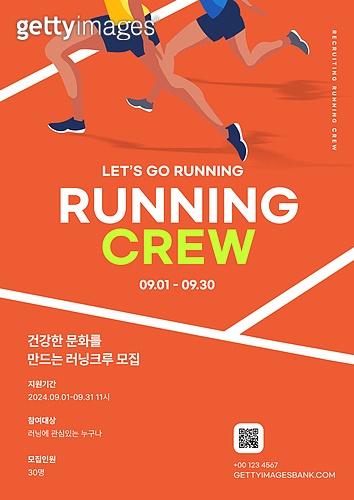 gettyimages®
RECRUITING RUNNING CREW
LET'S GO RUNNING
RUNNING
CREW
09.01 - 09.30
건강한 문화를
만드는 러닝크루 모집
지원기간
2024.09.01-09.31 11시
참여대상
러닝에 관심있는 누구나
모집인원
30명
+00 123 4567
GETTYIMAGESBANK.COM